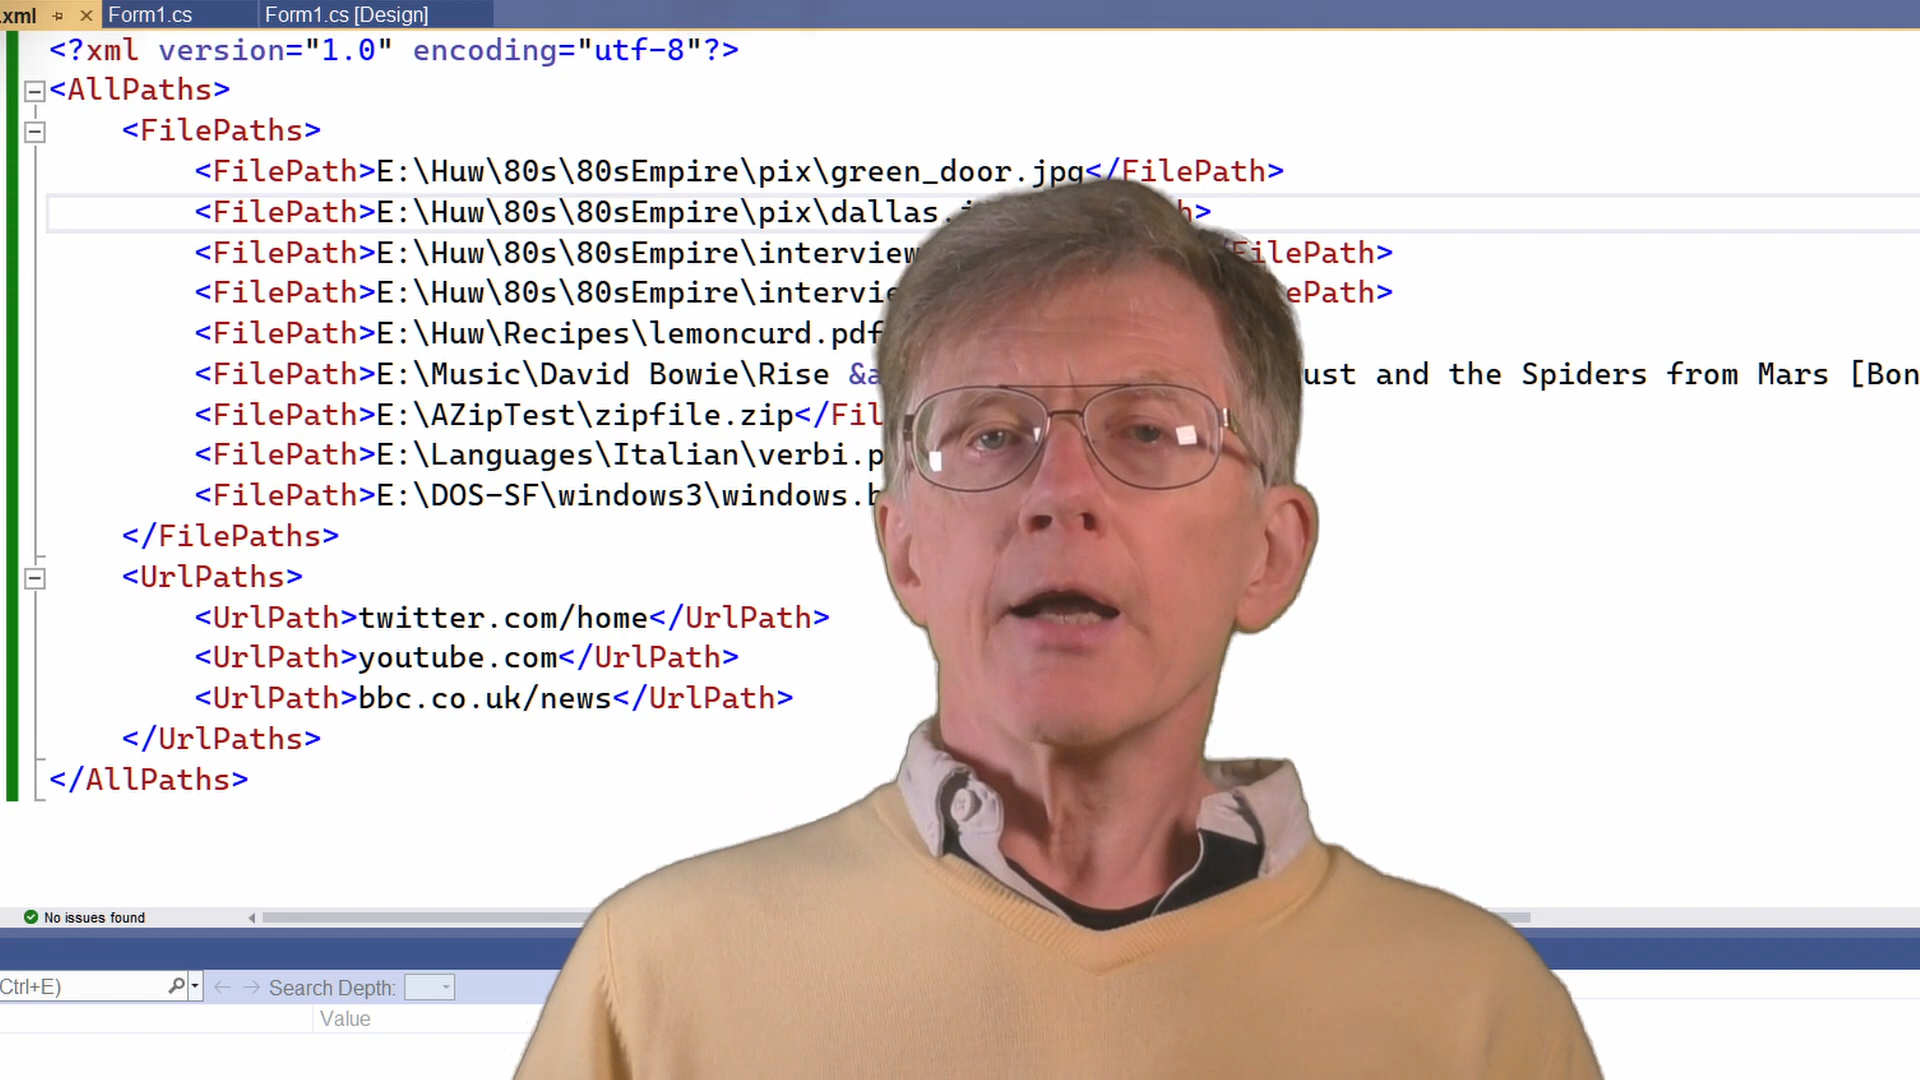 .xml Form1.cs Form1.cs [Design]
<?xml version="1.0" encoding="utf-8"?>
<AllPaths>
<FilePaths>
<FilePath>E:\Huw\80s\80sEmpire\pix\green_door.jpg</FilePath>
<FilePath>E:\Huw\80s\80sEmpire\pix\dallas. h>
<FilePath>E:\Huw\80s\80sEmpire\interview FilePath>
<FilePath>E:\Huw\80s\80sEmpire\intervie ePath>
<FilePath>E:\Huw\Recipes\lemoncurd.pdf
<FilePath>E:\Music\David Bowie\Rise &a ust and the Spiders from Mars [Bon
<FilePath>E:\AZipTest\zipfile.zip</Fil
<FilePath>E:\Languages\Italian\verbi.p
<FilePath>E:\DOS-SF\windows3\windows.b
</FilePaths>
<UrlPaths>
<UrlPath>twitter.com/home</UrlPath>
<UrlPath>youtube.com</UrlPath>
<UrlPath>bbc.co.uk/news</UrlPath>
</UrlPaths>
</AllPaths>
No issues found
Ctrl+E) Search Depth:
Value